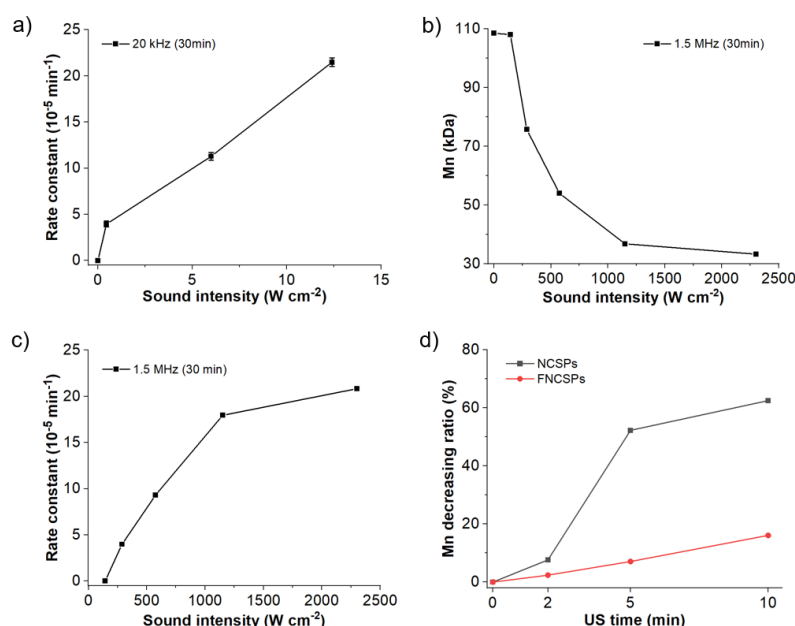 a)
20 kHz (30min)
Rate constant (10⁻⁵ min⁻¹)
25
20
15
10
5
0
0
5
10
15
Sound intensity (W cm⁻²)
b)
1.5 MHz (30min)
Mn (kDa)
110
90
70
50
30
0
500
1000
1500
2000
2500
Sound intensity (W cm⁻²)
c)
1.5 MHz (30 min)
Rate constant (10⁻⁵ min⁻¹)
25
20
15
10
5
0
0
500
1000
1500
2000
2500
Sound intensity (W cm⁻²)
d)
NCSPs
FNCSPs
Mn decreasing ratio (%)
80
60
40
20
0
0
2
5
10
US time (min)